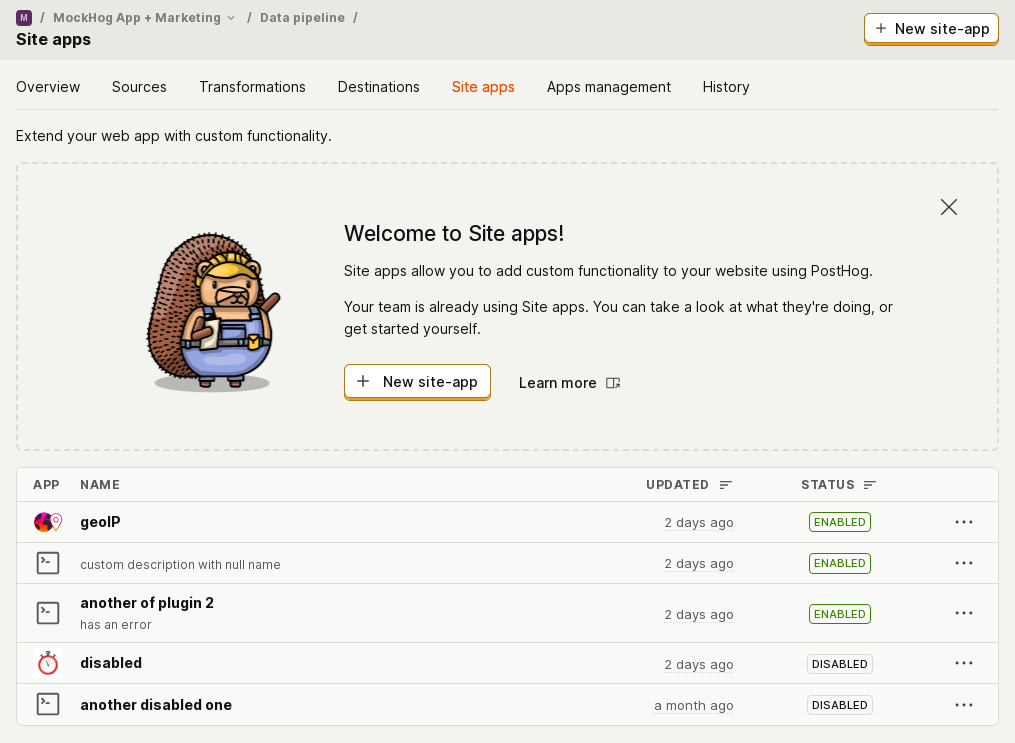 M / MockHog App + Marketing / Data pipeline /
Site apps
+ New site-app
Overview Sources Transformations Destinations Site apps Apps management History
Extend your web app with custom functionality.
Welcome to Site apps!
Site apps allow you to add custom functionality to your website using PostHog.
Your team is already using Site apps. You can take a look at what they're doing, or
get started yourself.
+ New site-app Learn more
APP NAME UPDATED STATUS
geoIP 2 days ago ENABLED
custom description with null name 2 days ago ENABLED
another of plugin 2 2 days ago ENABLED
has an error
disabled 2 days ago DISABLED
another disabled one a month ago DISABLED